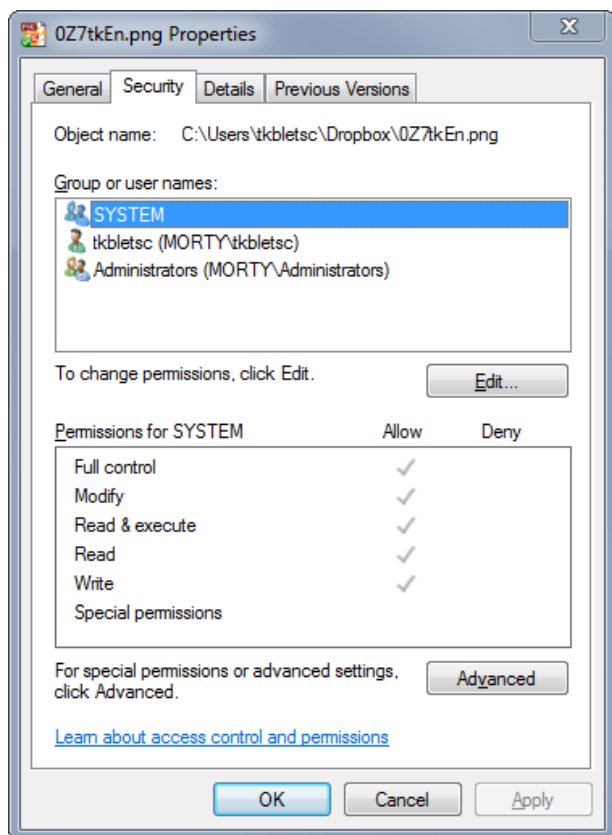 0Z7tkEn.png Properties
General Security Details Previous Versions
Object name: C:\Users\tkbletsc\Dropbox\0Z7tkEn.png
Group or user names:
SYSTEM
tkbletsc (MORTY\tkbletsc)
Administrators (MORTY\Administrators)
To change permissions, click Edit.
Edit...
Permissions for SYSTEM Allow Deny
Full control
Modify
Read & execute
Read
Write
Special permissions
For special permissions or advanced settings,
click Advanced.
Advanced
Learn about access control and permissions
OK Cancel Apply